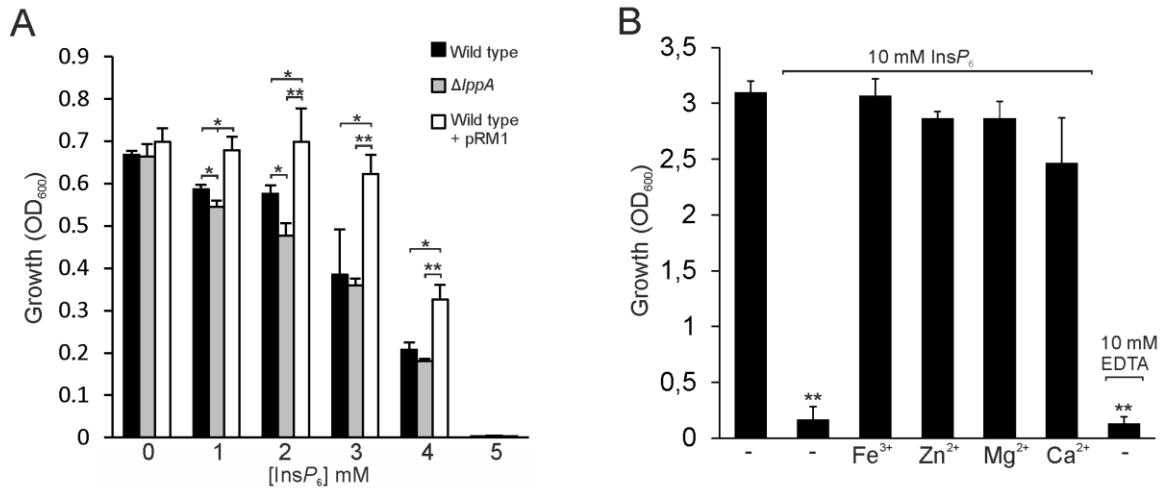 A
Growth (OD600)
0.9
0.8
0.7
0.6
0.5
0.4
0.3
0.2
0.1
0
0 1 2 3 4 5
[InsP6] mM
Wild type
ΔlppA
Wild type
+ pRM1
*
*
*
**
*
*
**
*
**
B
Growth (OD600)
3,5
3
2,5
2
1,5
1
0,5
0
10 mM InsP6
**
10 mM
EDTA
**
- - Fe3+ Zn2+ Mg2+ Ca2+ -